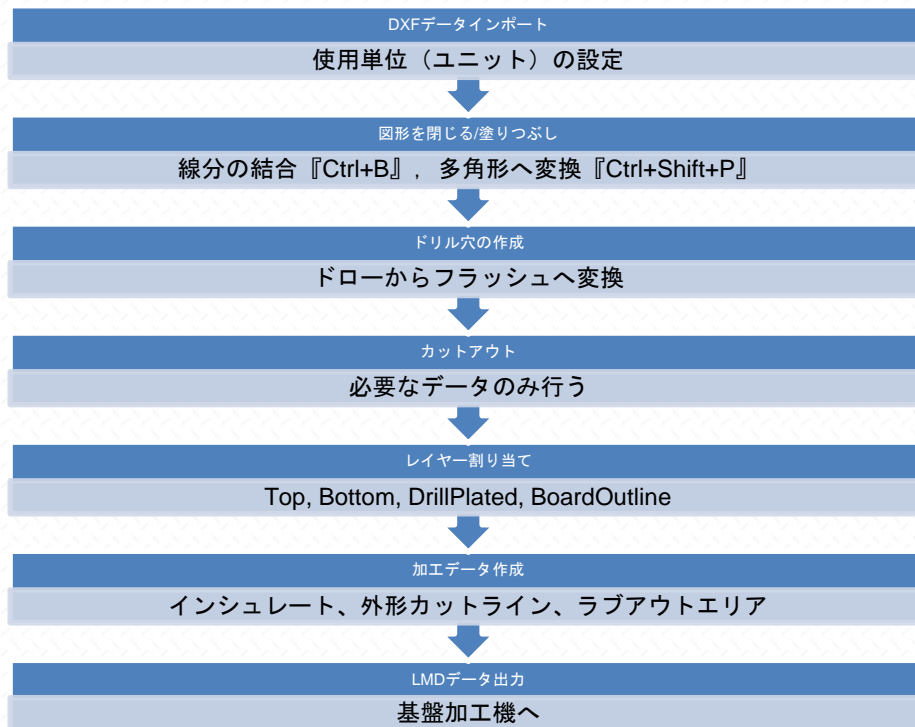 DXFデータインポート
使用単位（ユニット）の設定
図形を閉じる/塗りつぶし
線分の結合『Ctrl+B』, 多角形へ変換『Ctrl+Shift+P』
ドリル穴の作成
ドローからフラッシュへ変換
カットアウト
必要なデータのみ行う
レイヤー割り当て
Top, Bottom, DrillPlated, BoardOutline
加工データ作成
インシュレート、外形カットライン、ラブアウトエリア
LMDデータ出力
基盤加工機へ